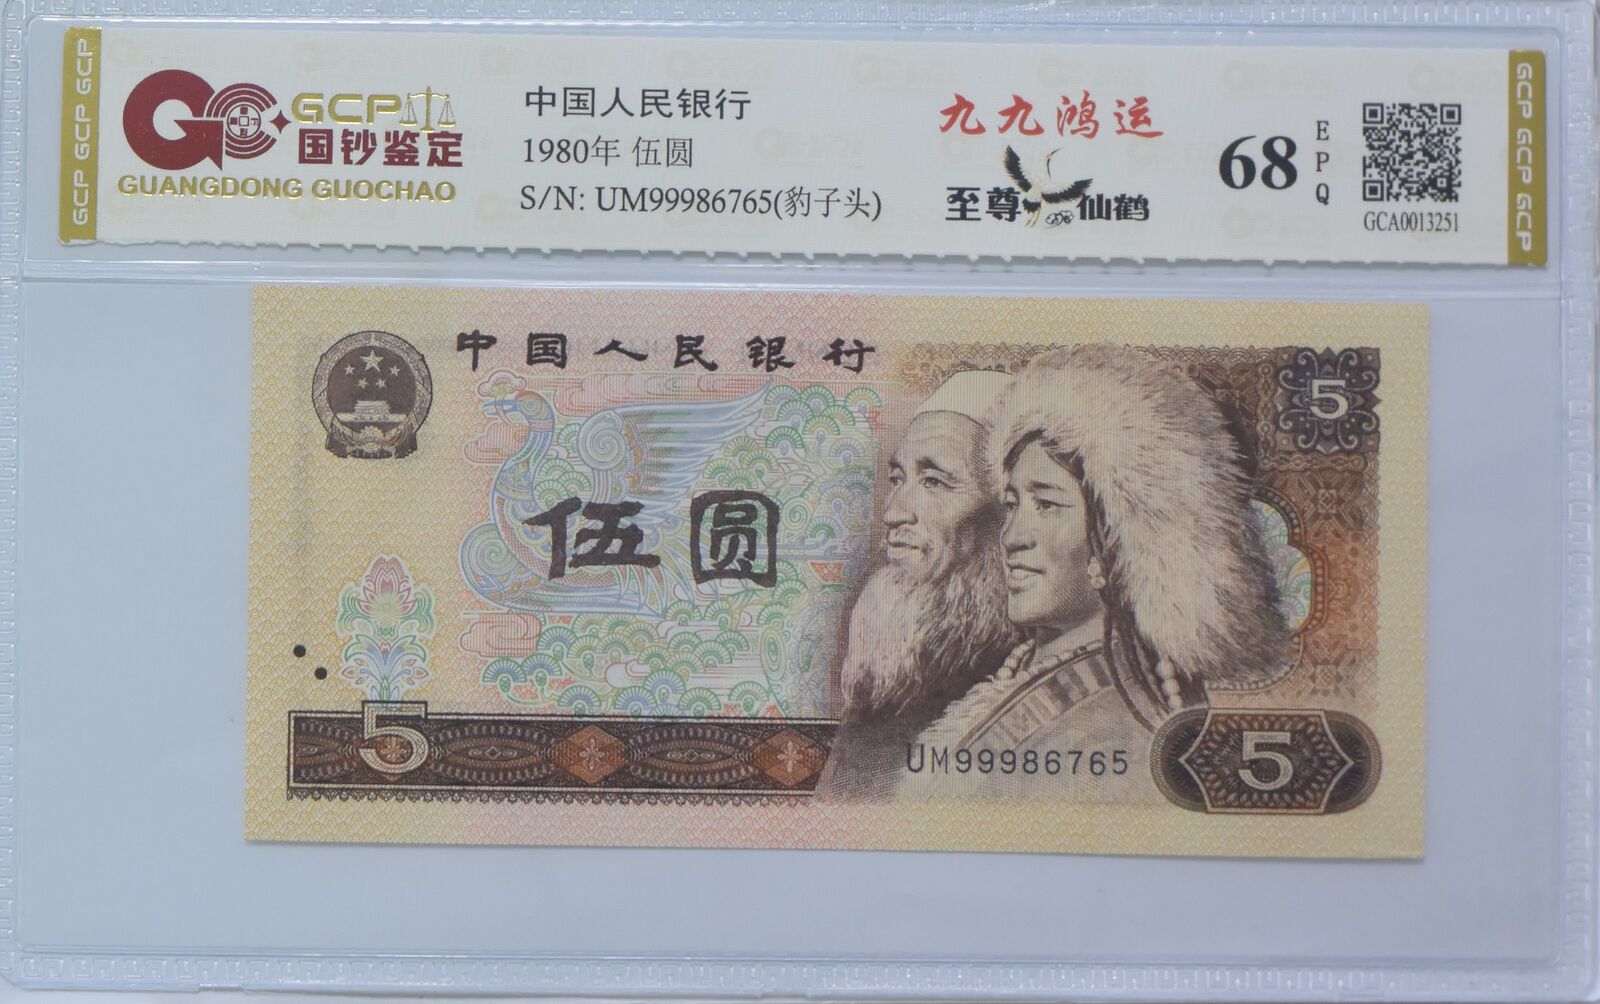 GCP GCP GCP
GCP
国钞鉴定
GUANGDONG GUOCHAO
中国人民银行
1980年 伍圆
S/N: UM99986765(豹子头)
九九鸿运
至尊 仙鹤
68
EPQ
GCA0013251
GCP GCP GCP
中国人民银行
5
伍圆
5
UM99986765
5